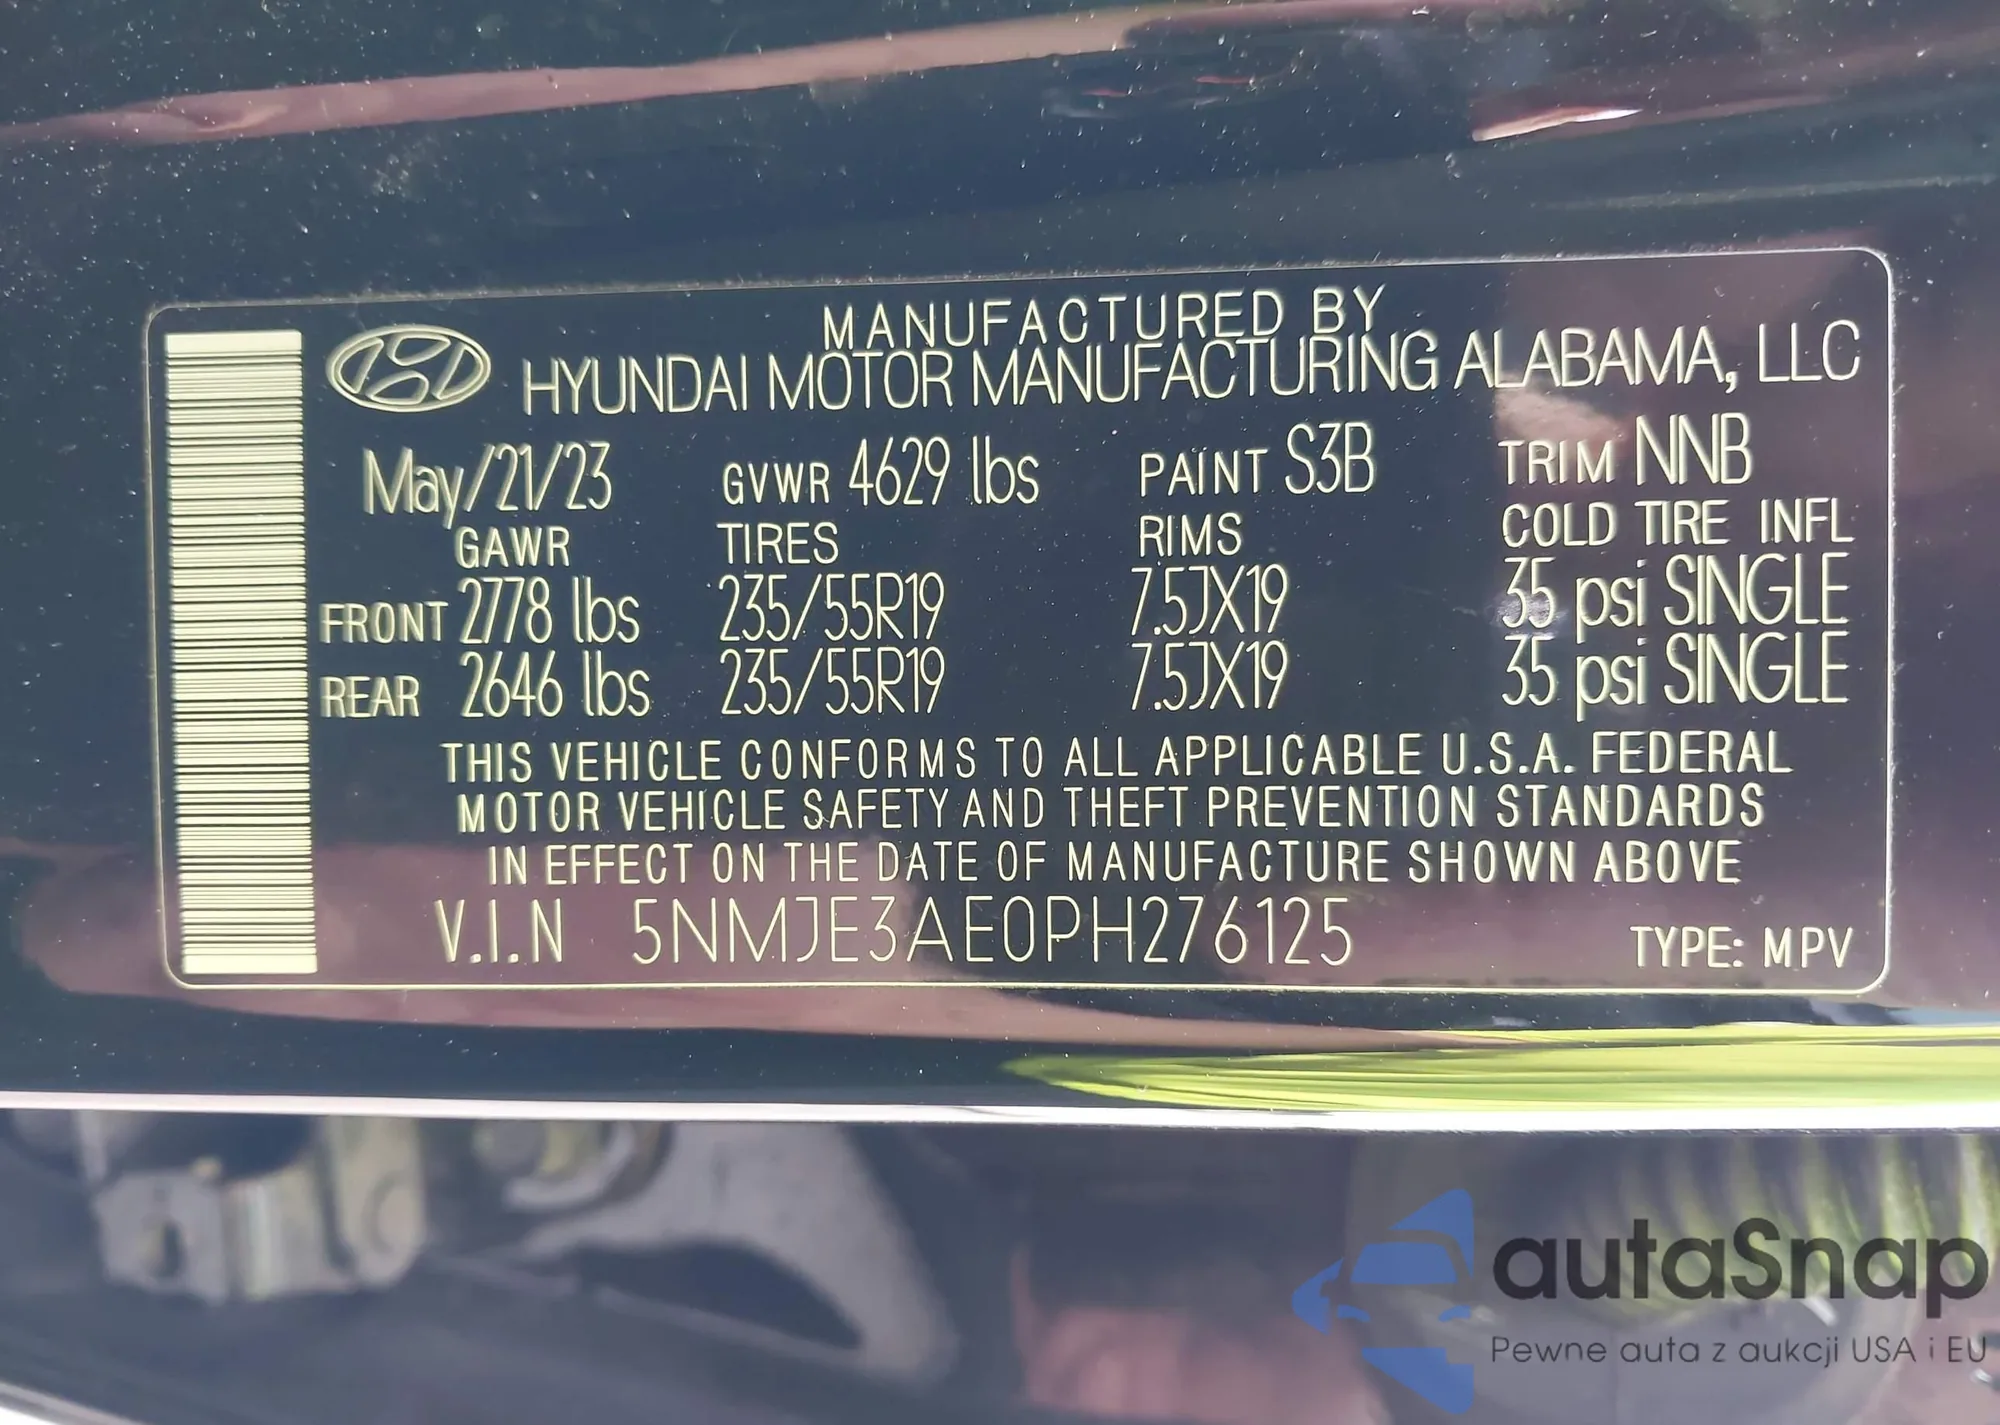 MANUFACTURED BY
HYUNDAI MOTOR MANUFACTURING ALABAMA, LLC
May/21/23 GVWR 4629 lbs PAINT S3B TRIM NNB
GAWR TIRES RIMS COLD TIRE INFL
FRONT 2778 lbs 235/55R19 7.5JX19 35 psi SINGLE
REAR 2646 lbs 235/55R19 7.5JX19 35 psi SINGLE
THIS VEHICLE CONFORMS TO ALL APPLICABLE U.S.A. FEDERAL
MOTOR VEHICLE SAFETY AND THEFT PREVENTION STANDARDS
IN EFFECT ON THE DATE OF MANUFACTURE SHOWN ABOVE
V.I.N 5NMJE3AE0PH276125 TYPE: MPV
autaSnap
Pewne auta z aukcji USA i EU